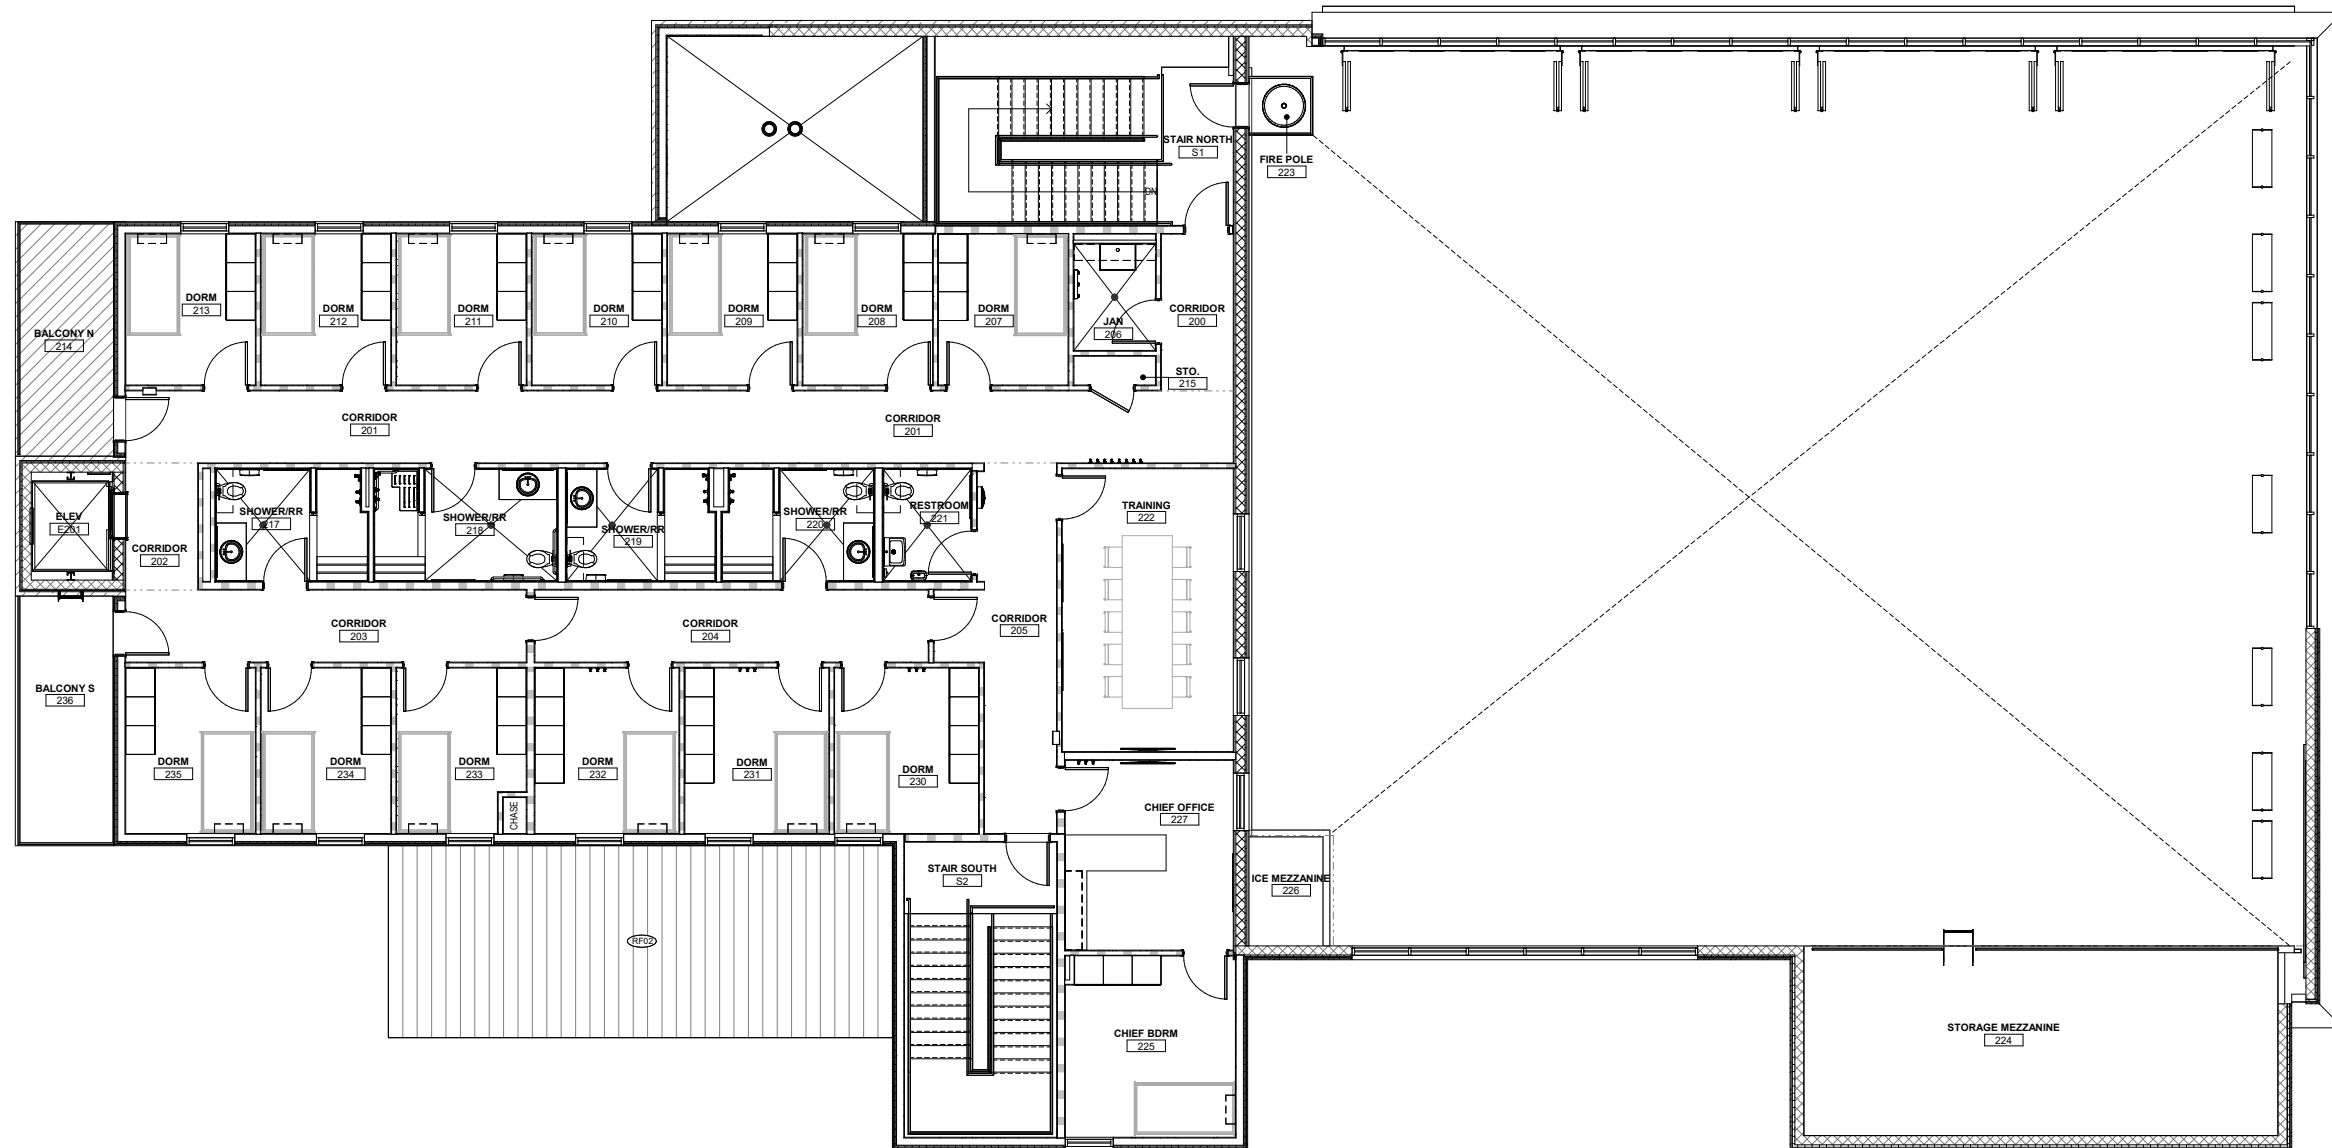 STAIR NORTH
S1
DN
FIRE POLE
223
DORM
213
DORM
212
DORM
211
DORM
210
DORM
209
DORM
208
DORM
207
JAN
206
CORRIDOR
200
BALCONY N
214
STO.
215
CORRIDOR
201
CORRIDOR
201
ELEV
E201
CORRIDOR
202
SHOWER/RR
217
SHOWER/RR
218
SHOWER/RR
219
SHOWER/RR
220
RESTROOM
221
TRAINING
222
CORRIDOR
203
CORRIDOR
204
CORRIDOR
205
BALCONY S
236
DORM
235
DORM
234
DORM
233
DORM
232
DORM
231
DORM
230
CHASE
CHIEF OFFICE
227
STAIR SOUTH
S2
ICE MEZZANINE
226
RF02
CHIEF BDRM
225
STORAGE MEZZANINE
224